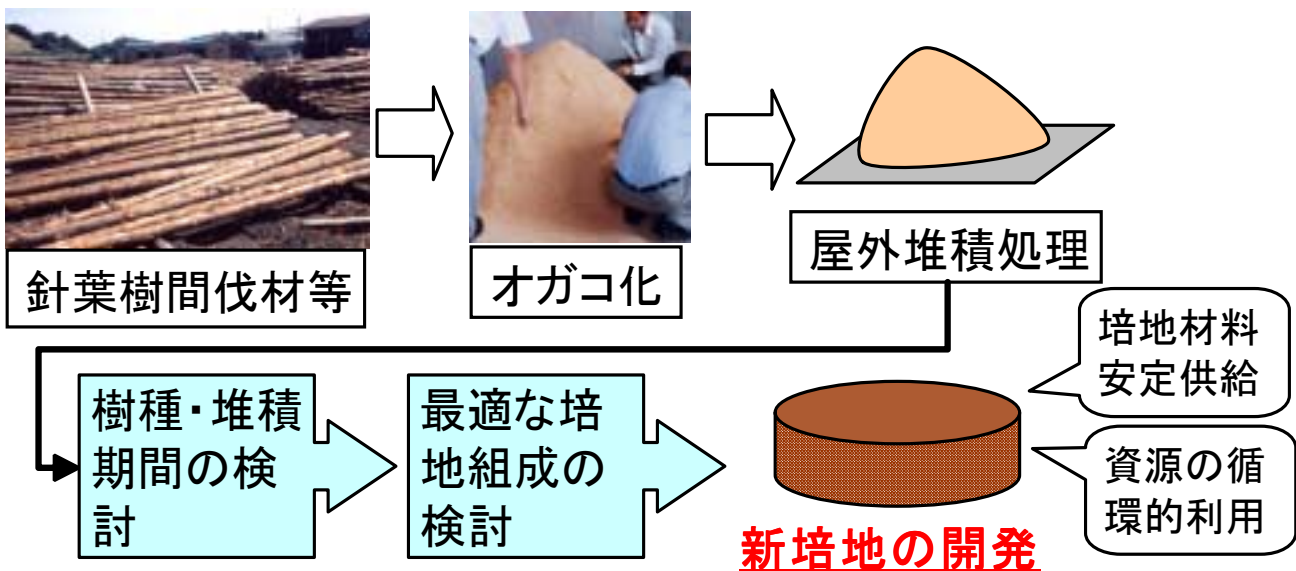 針葉樹間伐材等
オガコ化
屋外堆積処理
樹種・堆積
期間の検
討
最適な培
地組成の
検討
新培地の開発
培地材料
安定供給
資源の循
環的利用